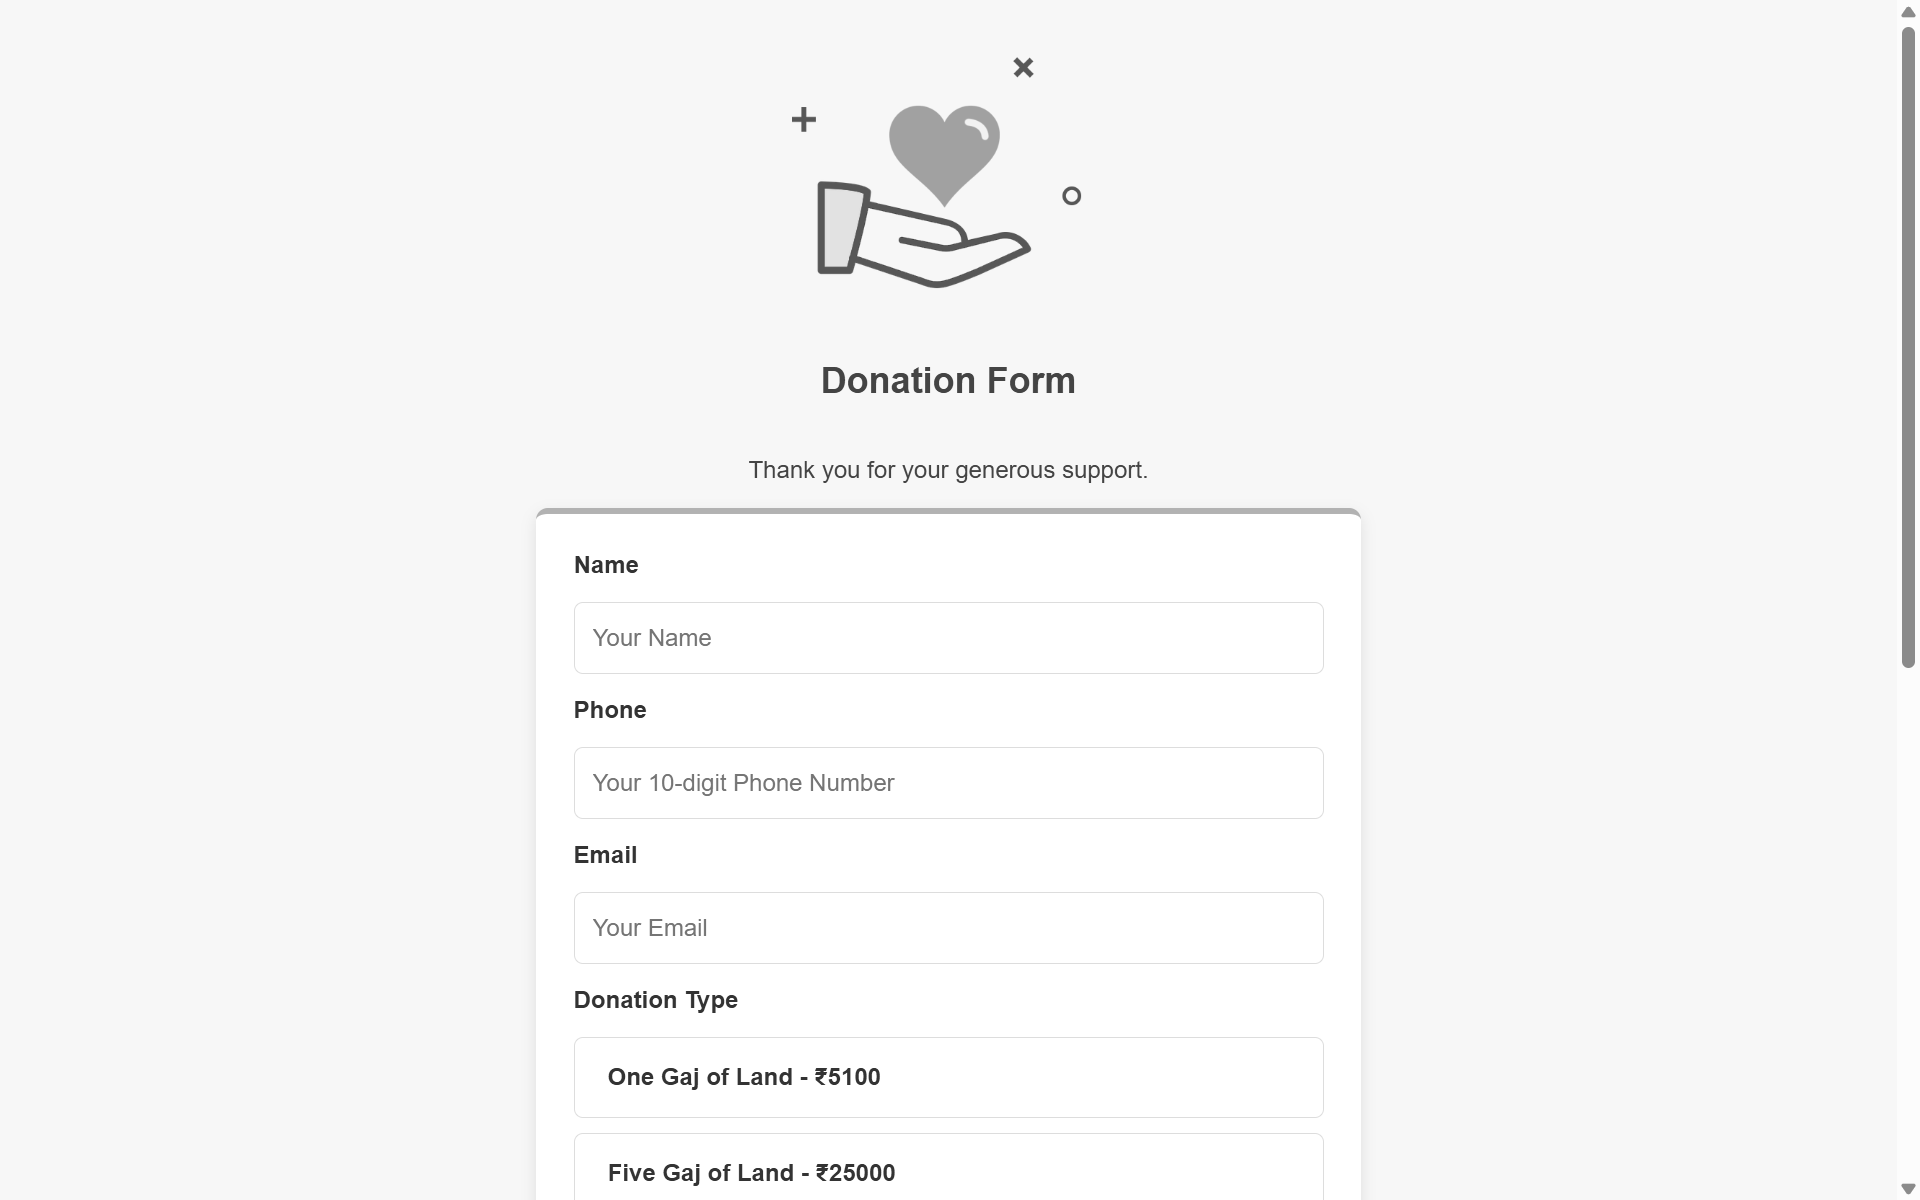 Donation Form
Thank you for your generous support.
Name
Your Name
Phone
Your 10-digit Phone Number
Email
Your Email
Donation Type
One Gaj of Land - ₹5100
Five Gaj of Land - ₹25000